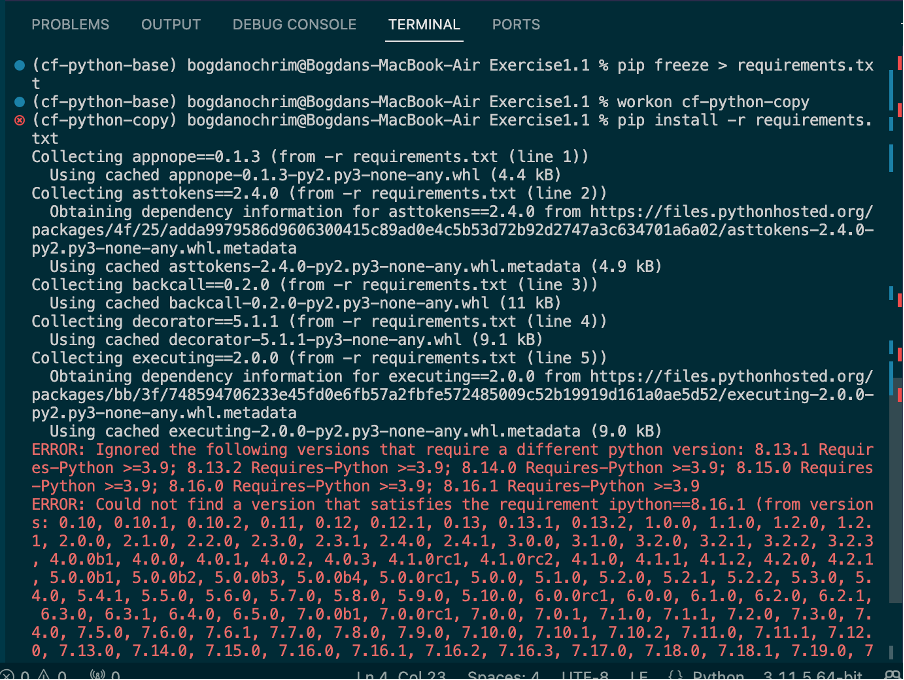 PROBLEMS OUTPUT DEBUG CONSOLE TERMINAL PORTS
(cf-python-base) bogdanochrim@Bogdans-MacBook-Air Exercise1.1 % pip freeze > requirements.tx
t
(cf-python-base) bogdanochrim@Bogdans-MacBook-Air Exercise1.1 % workon cf-python-copy
(cf-python-copy) bogdanochrim@Bogdans-MacBook-Air Exercise1.1 % pip install -r requirements.
txt
Collecting appnope==0.1.3 (from -r requirements.txt (line 1))
  Using cached appnope-0.1.3-py2.py3-none-any.whl (4.4 kB)
Collecting asttokens==2.4.0 (from -r requirements.txt (line 2))
  Obtaining dependency information for asttokens==2.4.0 from https://files.pythonhosted.org/
packages/4f/25/adda9979586d9606300415c89ad0e4c5b53d72b92d2747a3c634701a6a02/asttokens-2.4.0-
py2.py3-none-any.whl.metadata
  Using cached asttokens-2.4.0-py2.py3-none-any.whl.metadata (4.9 kB)
Collecting backcall==0.2.0 (from -r requirements.txt (line 3))
  Using cached backcall-0.2.0-py2.py3-none-any.whl (11 kB)
Collecting decorator==5.1.1 (from -r requirements.txt (line 4))
  Using cached decorator-5.1.1-py3-none-any.whl (9.1 kB)
Collecting executing==2.0.0 (from -r requirements.txt (line 5))
  Obtaining dependency information for executing==2.0.0 from https://files.pythonhosted.org/
packages/bb/3f/748594706233e45fd0e6fb57a2fbfe572485009c52b19919d161a0ae5d52/executing-2.0.0-
py2.py3-none-any.whl.metadata
  Using cached executing-2.0.0-py2.py3-none-any.whl.metadata (9.0 kB)
ERROR: Ignored the following versions that require a different python version: 8.13.1 Requir
es-Python >=3.9; 8.13.2 Requires-Python >=3.9; 8.14.0 Requires-Python >=3.9; 8.15.0 Requires
-Python >=3.9; 8.16.0 Requires-Python >=3.9; 8.16.1 Requires-Python >=3.9
ERROR: Could not find a version that satisfies the requirement ipython==8.16.1 (from version
s: 0.10, 0.10.1, 0.10.2, 0.11, 0.12, 0.12.1, 0.13, 0.13.1, 0.13.2, 1.0.0, 1.1.0, 1.2.0, 1.2.
1, 2.0.0, 2.1.0, 2.2.0, 2.3.0, 2.3.1, 2.4.0, 2.4.1, 3.0.0, 3.1.0, 3.2.0, 3.2.1, 3.2.2, 3.2.3
, 4.0.0b1, 4.0.0, 4.0.1, 4.0.2, 4.0.3, 4.1.0rc1, 4.1.0rc2, 4.1.0, 4.1.1, 4.1.2, 4.2.0, 4.2.1
, 5.0.0b1, 5.0.0b2, 5.0.0b3, 5.0.0b4, 5.0.0rc1, 5.0.0, 5.1.0, 5.2.0, 5.2.1, 5.2.2, 5.3.0, 5.
4.0, 5.4.1, 5.5.0, 5.6.0, 5.7.0, 5.8.0, 5.9.0, 5.10.0, 6.0.0rc1, 6.0.0, 6.1.0, 6.2.0, 6.2.1,
 6.3.0, 6.3.1, 6.4.0, 6.5.0, 7.0.0b1, 7.0.0rc1, 7.0.0, 7.0.1, 7.1.0, 7.1.1, 7.2.0, 7.3.0, 7.
4.0, 7.5.0, 7.6.0, 7.6.1, 7.7.0, 7.8.0, 7.9.0, 7.10.0, 7.10.1, 7.10.2, 7.11.0, 7.11.1, 7.12.
0, 7.13.0, 7.14.0, 7.15.0, 7.16.0, 7.16.1, 7.16.2, 7.16.3, 7.17.0, 7.18.0, 7.18.1, 7.19.0, 7
0 0 0 Ln 4, Col 23 Spaces: 4 UTF-8 LF {} Python 3.11.5 64-bit